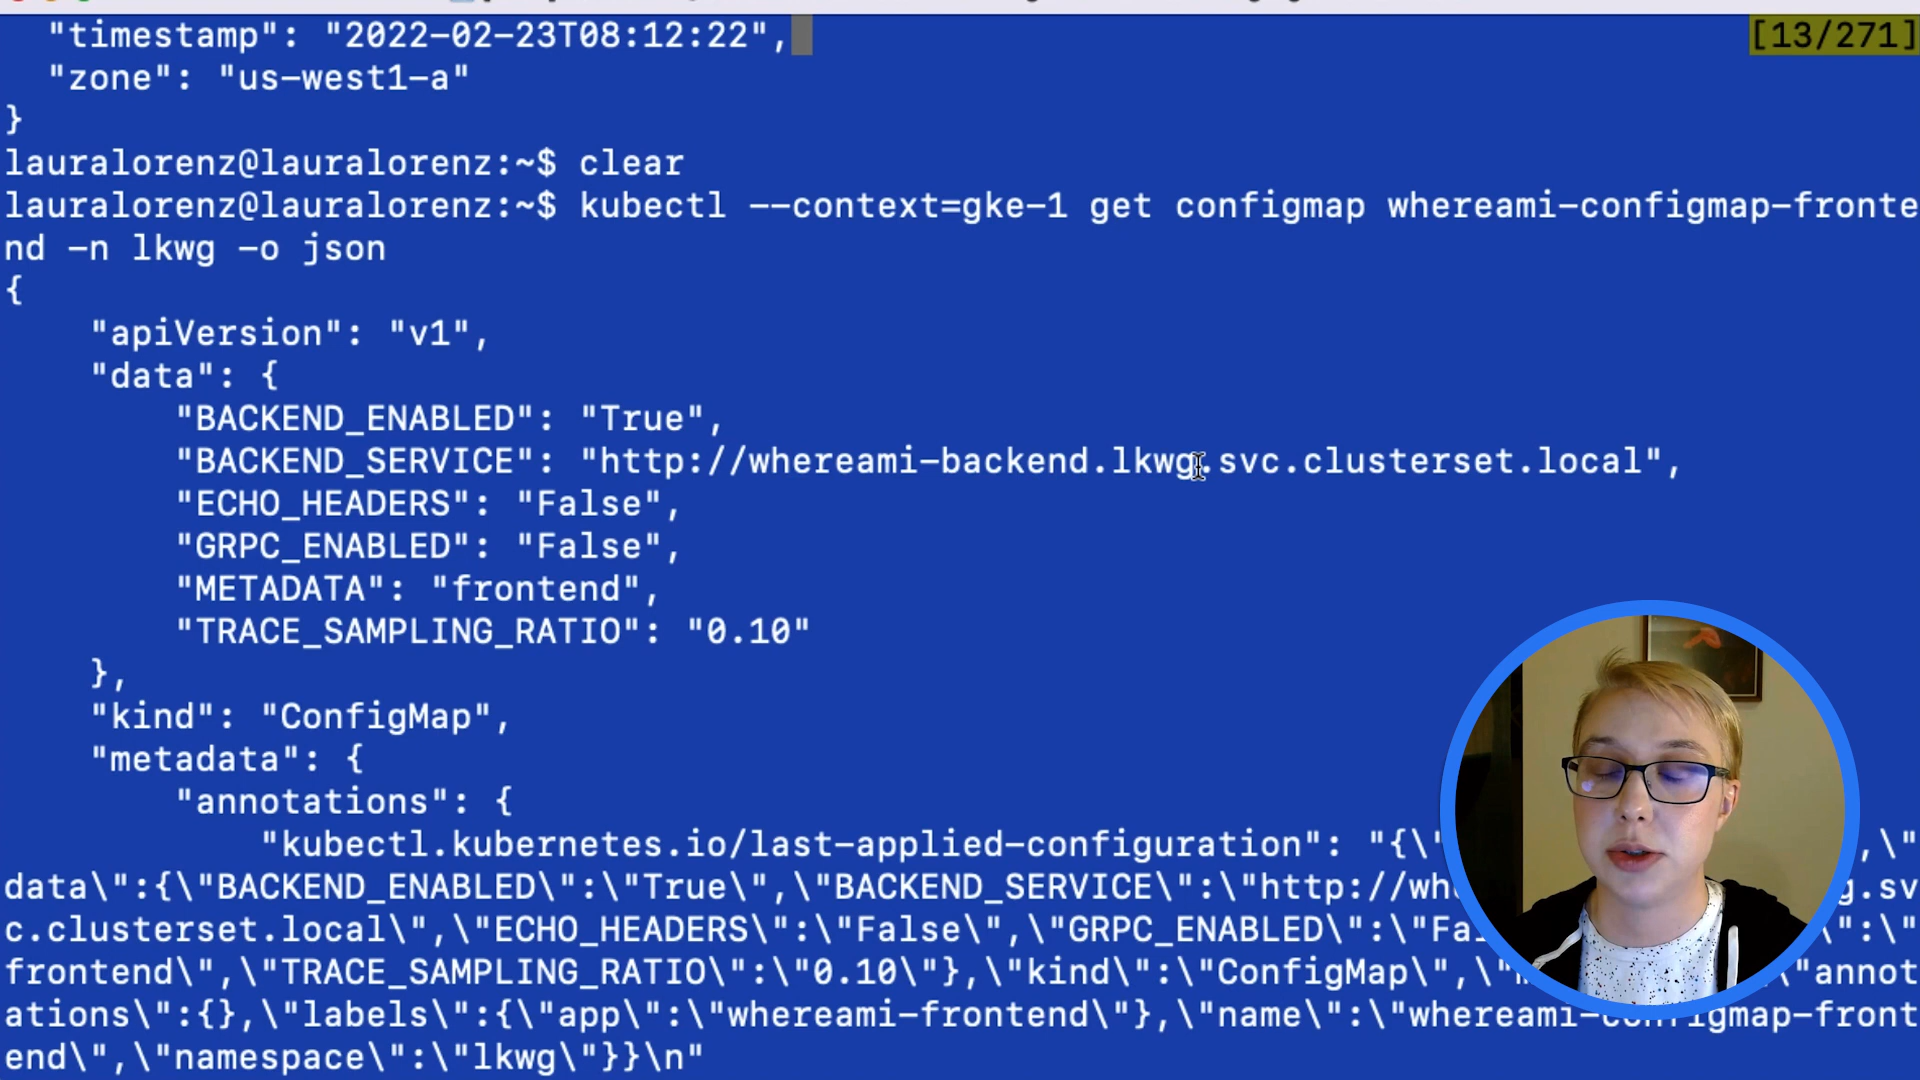 "timestamp": "2022-02-23T08:12:22", [13/271]
"zone": "us-west1-a"
}
lauralorenz@lauralorenz:~$ clear
lauralorenz@lauralorenz:~$ kubectl --context=gke-1 get configmap whereami-configmap-fronte
nd -n lkwg -o json
{
"apiVersion": "v1",
"data": {
"BACKEND_ENABLED": "True",
"BACKEND_SERVICE": "http://whereami-backend.lkwg.svc.clusterset.local",
"ECHO_HEADERS": "False",
"GRPC_ENABLED": "False",
"METADATA": "frontend",
"TRACE_SAMPLING_RATIO": "0.10"
},
"kind": "ConfigMap",
"metadata": {
"annotations": {
"kubectl.kubernetes.io/last-applied-configuration": "{\" ,\"
data\":{\"BACKEND_ENABLED\":\"True\",\"BACKEND_SERVICE\":\"http://wh g.sv
c.clusterset.local\",\"ECHO_HEADERS\":\"False\",\"GRPC_ENABLED\":\"Fa \":\"
frontend\",\"TRACE_SAMPLING_RATIO\":\"0.10\"},\"kind\":\"ConfigMap\",\" \"annot
ations\":{},\"labels\":{\"app\":\"whereami-frontend\"},\"name\":\"whereami-configmap-front
end\",\"namespace\":\"lkwg\"}}\n"